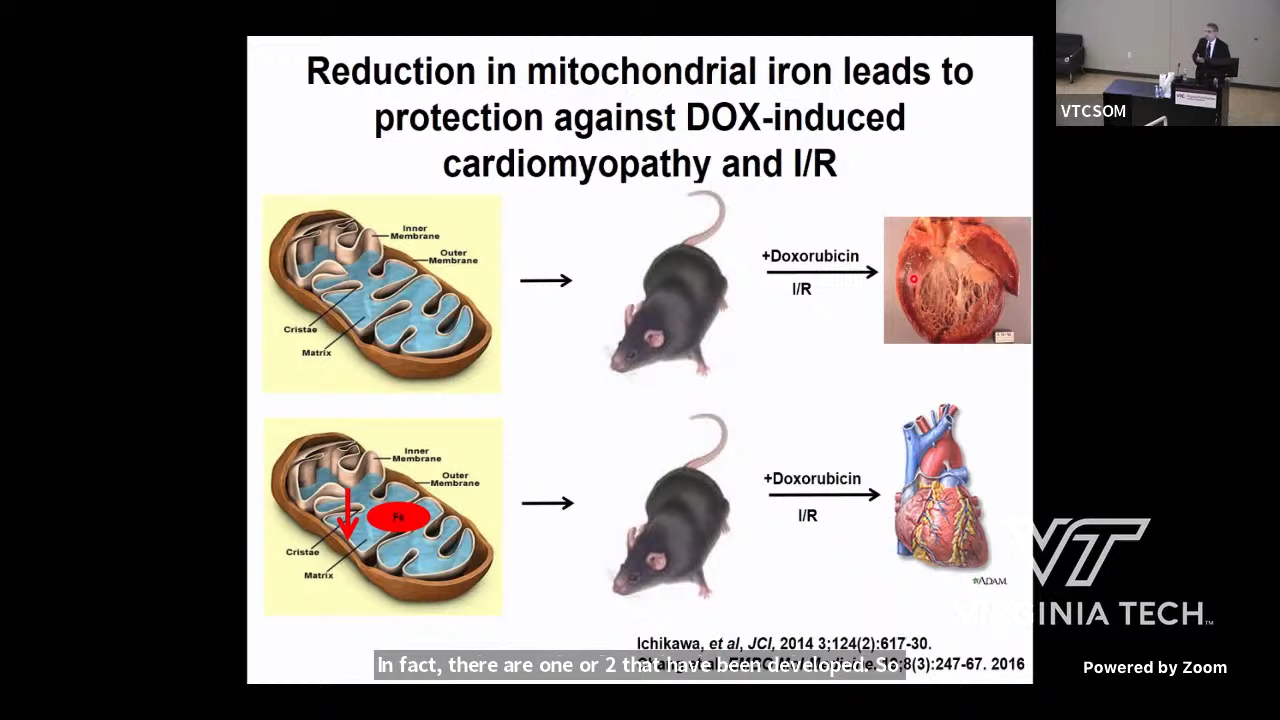 Reduction in mitochondrial iron leads to
protection against DOX-induced
cardiomyopathy and I/R
VTCSOM
Inner
Membrane
Outer
Membrane
Cristae
Matrix
+Doxorubicin
I/R
Inner
Membrane
Outer
Membrane
Fe
Cristae
Matrix
+Doxorubicin
I/R
ADAM
VT
VIRGINIA TECH
Ichikawa, et al, JCI, 2014 3;124(2):617-30.
8(3):247-67. 2016
In fact, there are one or 2 that have been developed. So
Powered by Zoom